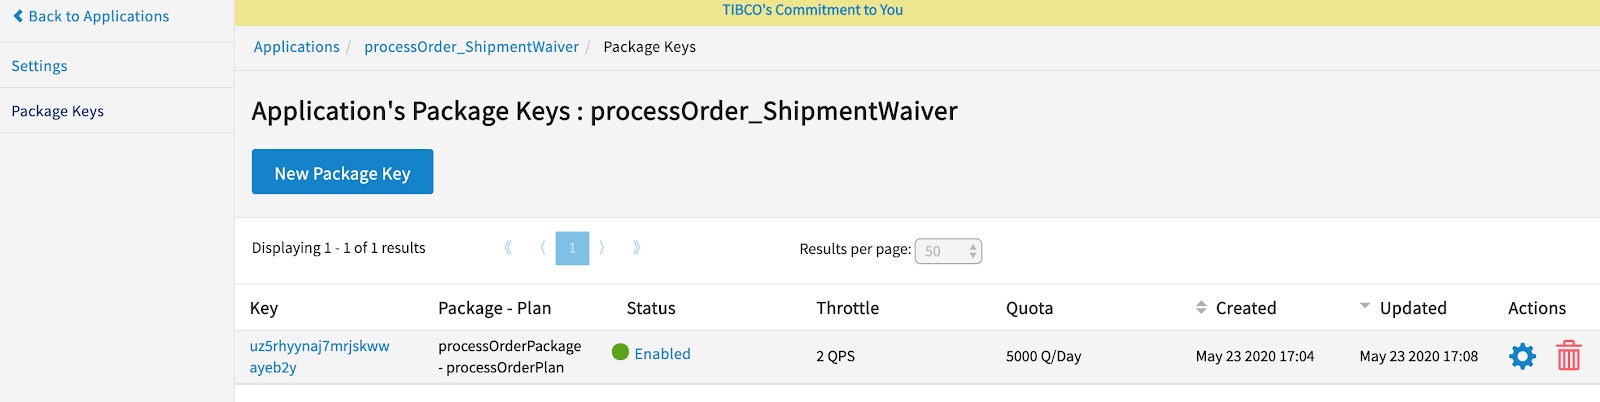 Back to Applications
TIBCO's Commitment to You
Applications / processOrder_ShipmentWaiver / Package Keys
Settings
Package Keys
Application's Package Keys : processOrder_ShipmentWaiver
New Package Key
Displaying 1 - 1 of 1 results
1
Results per page: 50
Key Package - Plan Status Throttle Quota Created Updated Actions
uz5rhyynaj7mrjskww
ayeb2y
processOrderPackage
- processOrderPlan
Enabled
2 QPS
5000 Q/Day
May 23 2020 17:04
May 23 2020 17:08